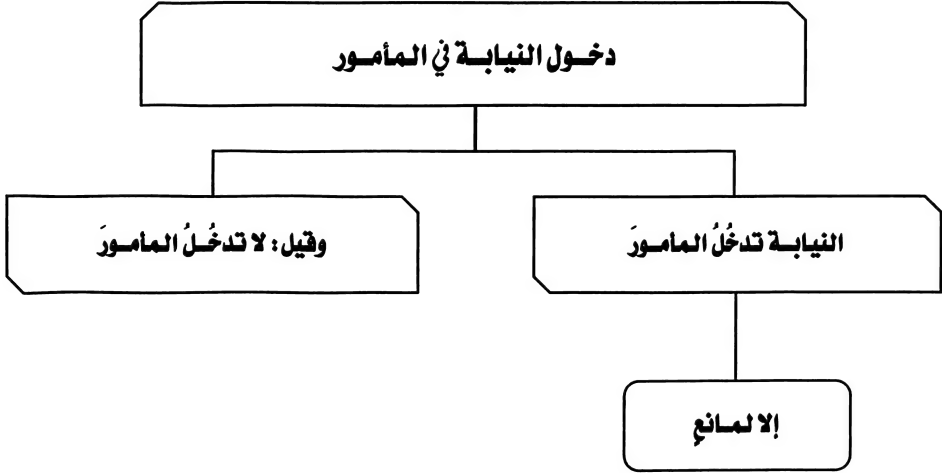 دخول النيابة في المأمور
النيابة تدخُلُ المأمورَ
وقيل: لا تدخُلُ المأمورَ
إلا لمانعٍ